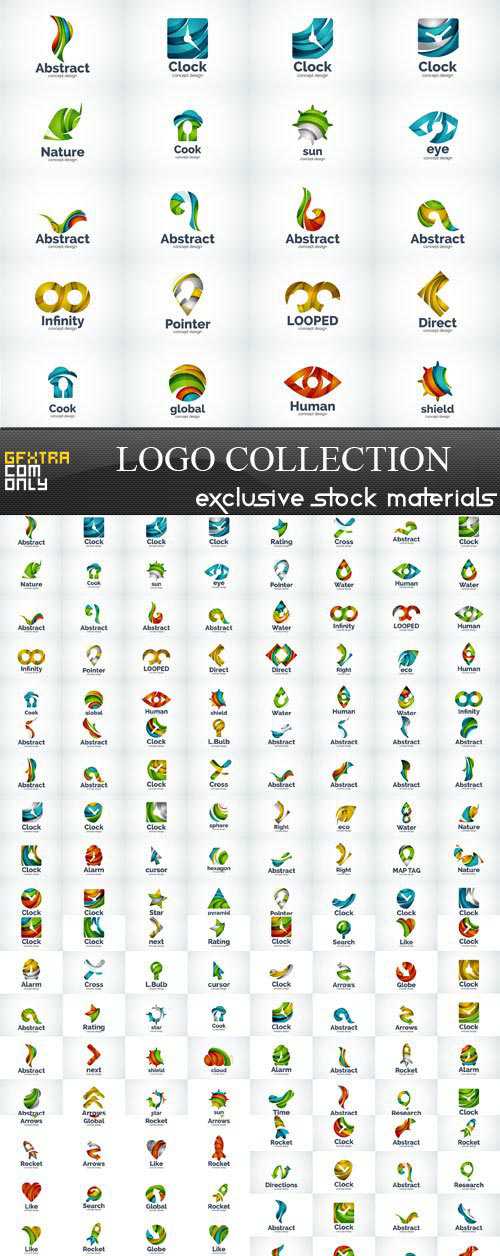 Abstract Clock Clock Clock
concept design concept design concept design concept design
Nature Cook sun eye
concept design concept design concept design concept design
Abstract Abstract Abstract Abstract
concept design concept design concept design concept design
Infinity Pointer LOOPED Direct
concept design concept design concept design concept design
Cook global Human shield
concept design concept design concept design concept design
GFXTRA
COM
ONLY
LOGO COLLECTION
exclusive stock materials
Abstract Clock Clock Clock Rating Cross Abstract Clock
Nature Cook sun eye Pointer Water Human Water
Abstract Abstract Abstract Abstract Water Infinity LOOPED Human
Infinity Pointer LOOPED Direct Direct Right eco Human
Cook global Human shield Water Human Water Infinity
Abstract Abstract Clock L.Bulb Abstract Abstract Abstract Abstract
Abstract Abstract Clock Cross Abstract Abstract Abstract Abstract
Clock Clock Clock sphere Right eco Water Nature
Clock Alarm cursor hexagon Abstract Right MAP TAG Nature
Clock Clock Star Pointer Clock Clock Clock
Clock Clock next Rating Clock Search Like Clock
Alarm Cross L.Bulb cursor Clock Arrows Globe Clock
Abstract Rating star Cook Clock Abstract Arrows Clock
Abstract next shield cloud Alarm Abstract Rocket Alarm
Abstract Arrows star sun Time Abstract Research Clock
Arrows Global Rocket Arrows
Rocket Clock Abstract Rocket
Rocket Arrows Like Rocket
Directions Clock Abstract Research
Like Search Global Rocket
Abstract Abstract Clock
Like Rocket Globe Like